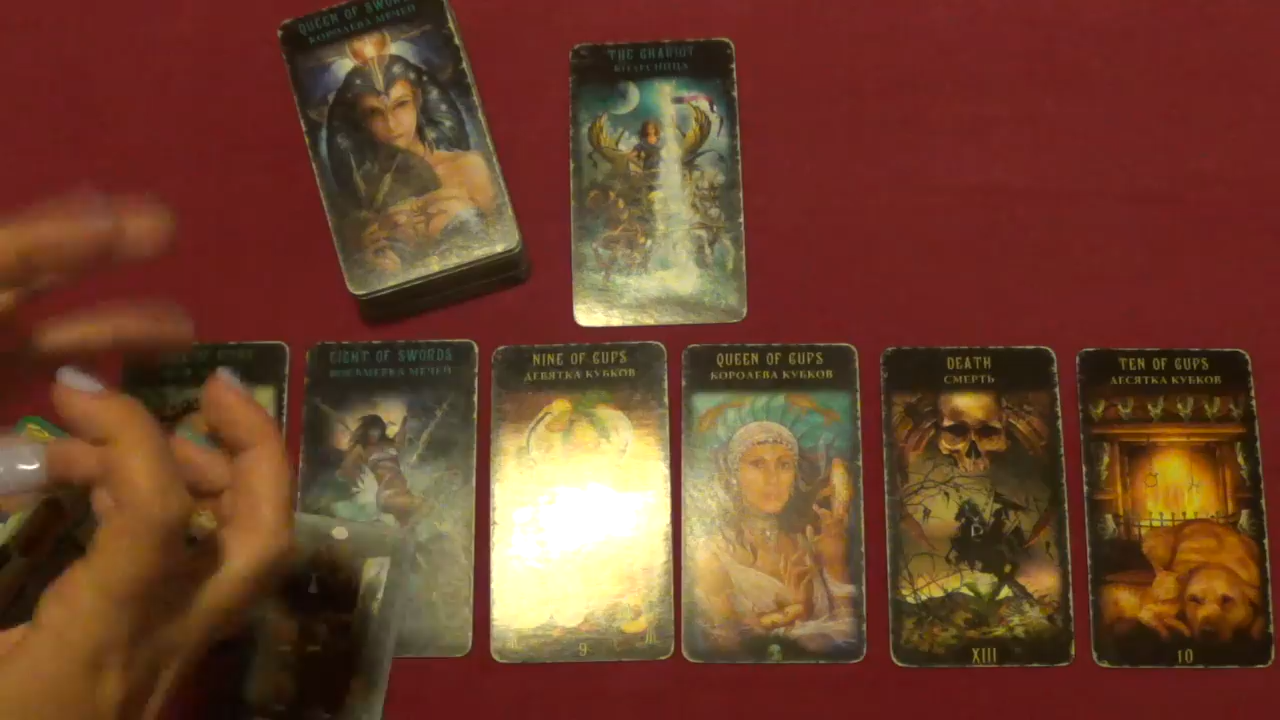 QUEEN OF SWORDS
КОРОЛЕВА МЕЧЕЙ
THE CHARIOT
КОЛЕСНИЦА
EIGHT OF SWORDS
ВОСЬМЕРКА МЕЧЕЙ
NINE OF CUPS
ДЕВЯТКА КУБКОВ
9
QUEEN OF CUPS
КОРОЛЕВА КУБКОВ
DEATH
СМЕРТЬ
XIII
TEN OF CUPS
ДЕСЯТКА КУБКОВ
10